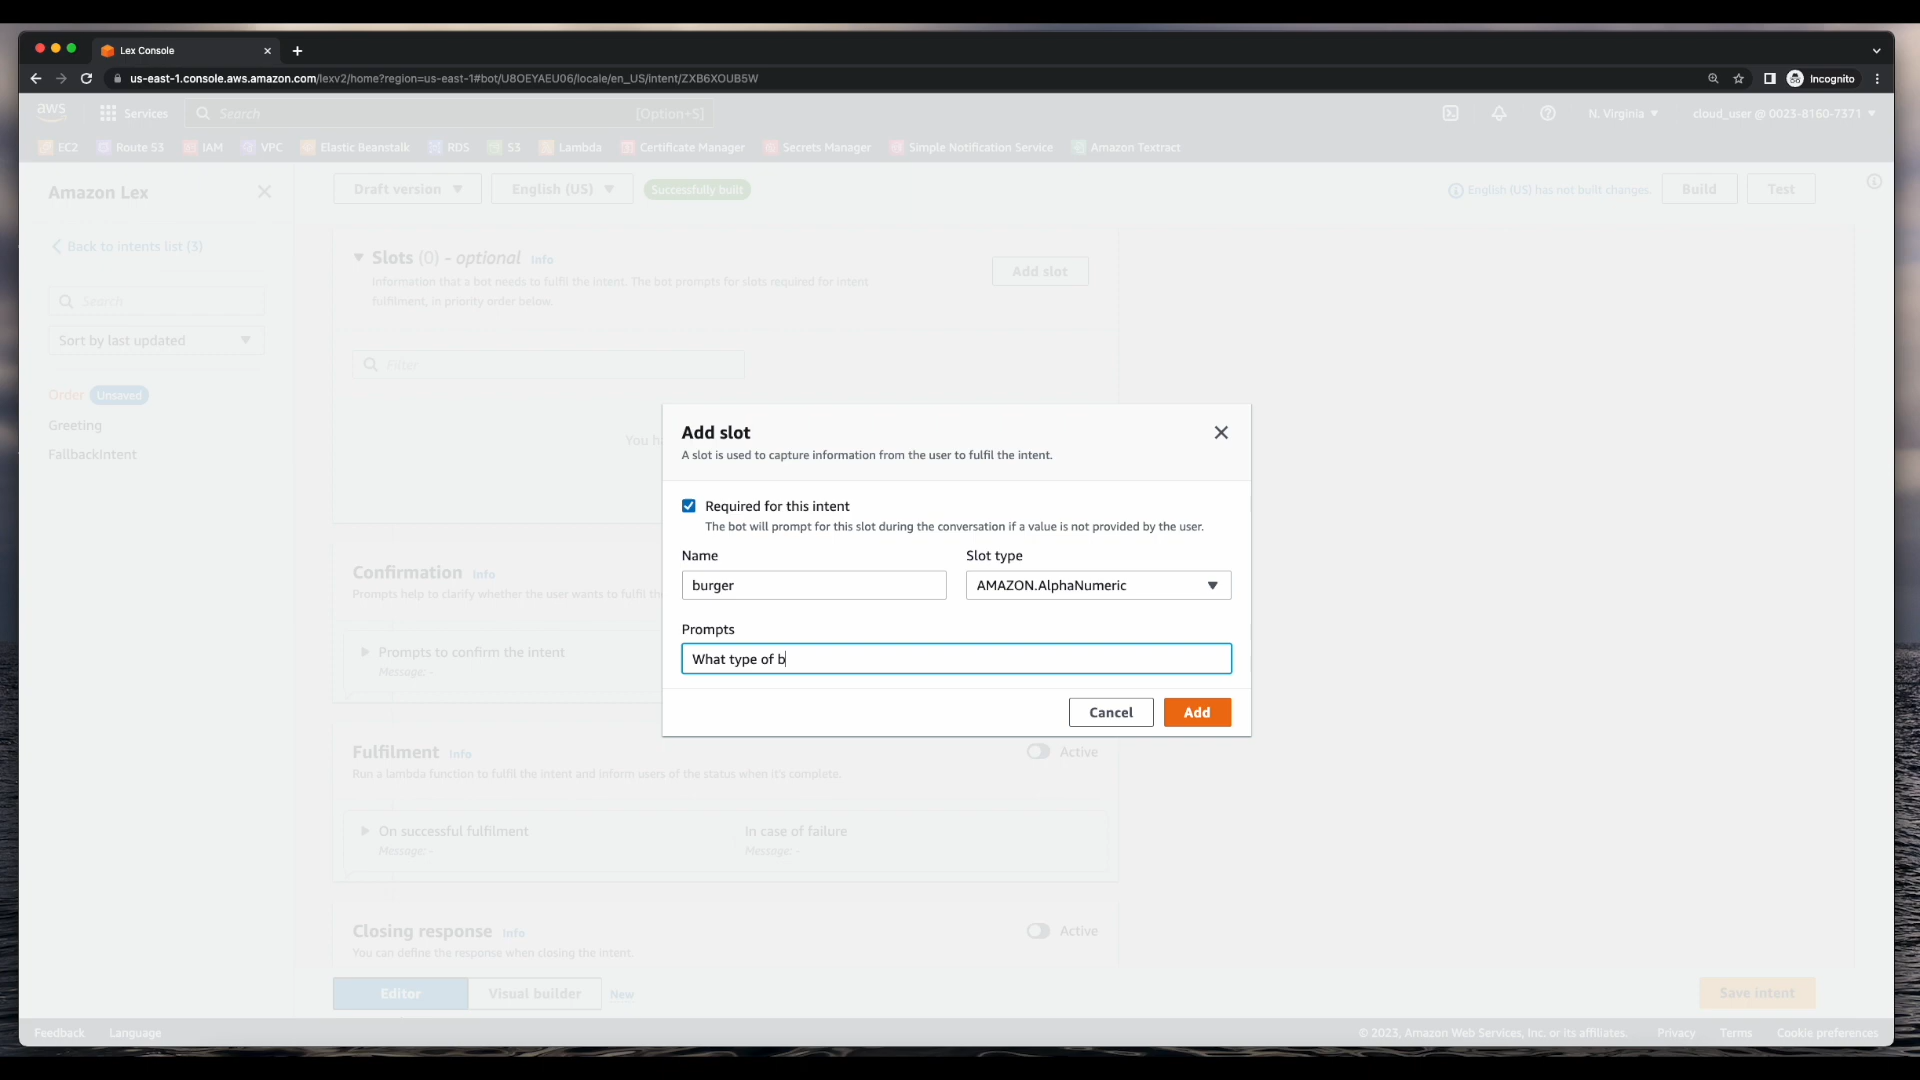 Lex Console
us-east-1.console.aws.amazon.com/lexv2/home?region=us-east-1#bot/U8OEYAEU06/locale/en_US/intent/ZXB6XOUB5W
Incognito
aws
Services
Search
[Option+S]
N. Virginia
cloud_user @ 0023-8160-7371
EC2
Route 53
IAM
VPC
Elastic Beanstalk
RDS
S3
Lambda
Certificate Manager
Secrets Manager
Simple Notification Service
Amazon Textract
Amazon Lex
Draft version
English (US)
Successfully built
English (US) has not built changes.
Build
Test
Back to intents list (3)
Search
Sort by last updated
Order Unsaved
Greeting
FallbackIntent
Slots (0) - optional Info
Information that a bot needs to fulfil the intent. The bot prompts for slots required for intent
fulfilment, in priority order below.
Add slot
Filter
You h
Add slot
A slot is used to capture information from the user to fulfil the intent.
Required for this intent
The bot will prompt for this slot during the conversation if a value is not provided by the user.
Name
Slot type
burger
AMAZON.AlphaNumeric
Prompts
What type of b
Cancel
Add
Confirmation Info
Prompts help to clarify whether the user wants to fulfil th
Prompts to confirm the intent
Message: -
Fulfilment Info
Active
Run a lambda function to fulfil the intent and inform users of the status when it's complete.
On successful fulfilment
In case of failure
Message: -
Message: -
Closing response Info
Active
You can define the response when closing the intent.
Editor
Visual builder
New
Save intent
Feedback
Language
© 2023, Amazon Web Services, Inc. or its affiliates.
Privacy
Terms
Cookie preferences